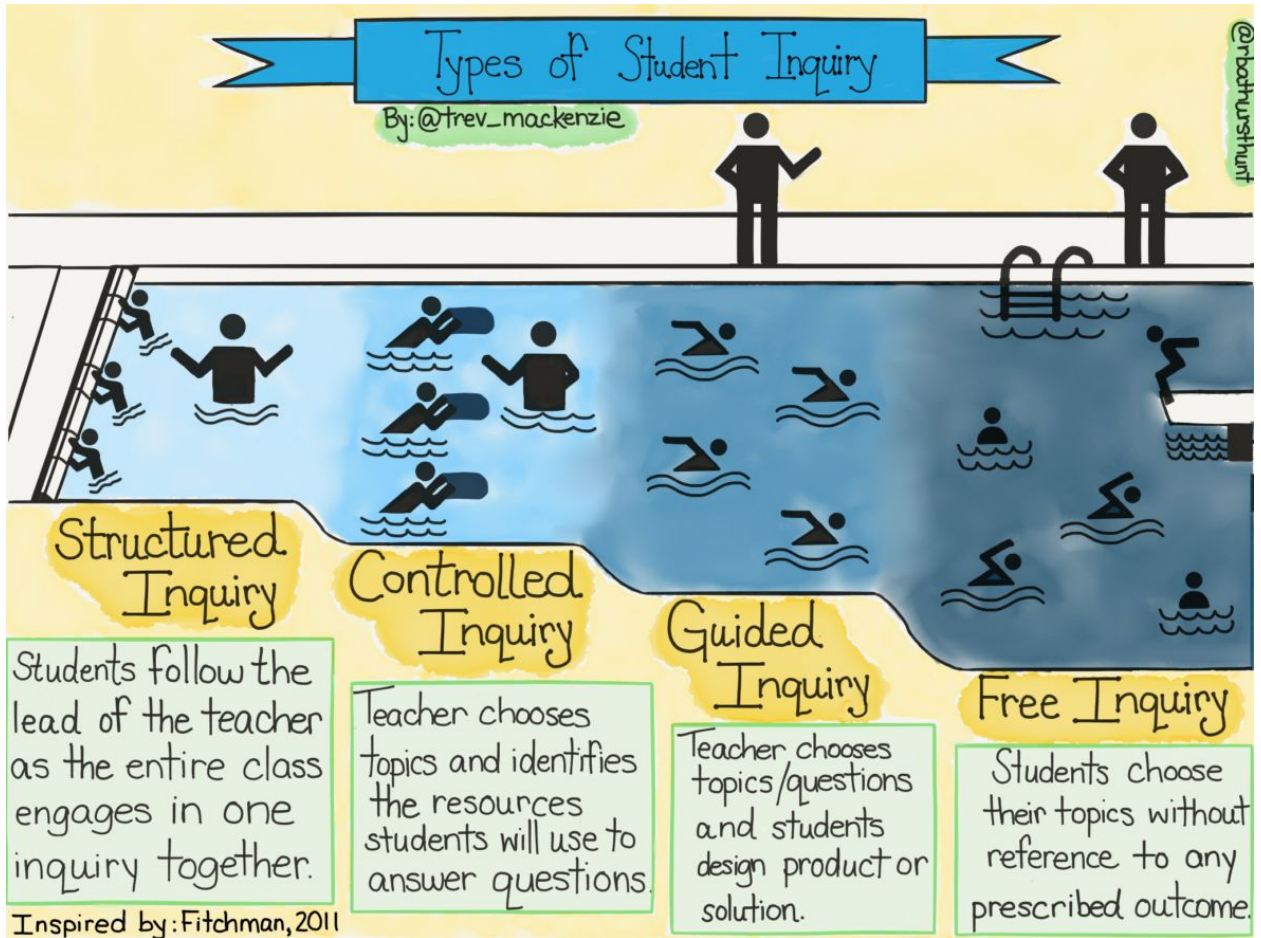 Types of Student Inquiry
By: @trev_mackenzie
@rbathursthunt
Structured
Inquiry
Students follow the
lead of the teacher
as the entire class
engages in one
inquiry together.
Controlled
Inquiry
Teacher chooses
topics and identifies
the resources
students will use to
answer questions.
Guided
Inquiry
Teacher chooses
topics/questions
and students
design product or
solution.
Free Inquiry
Students choose
their topics without
reference to any
prescribed outcome.
Inspired by: Fitchman, 2011